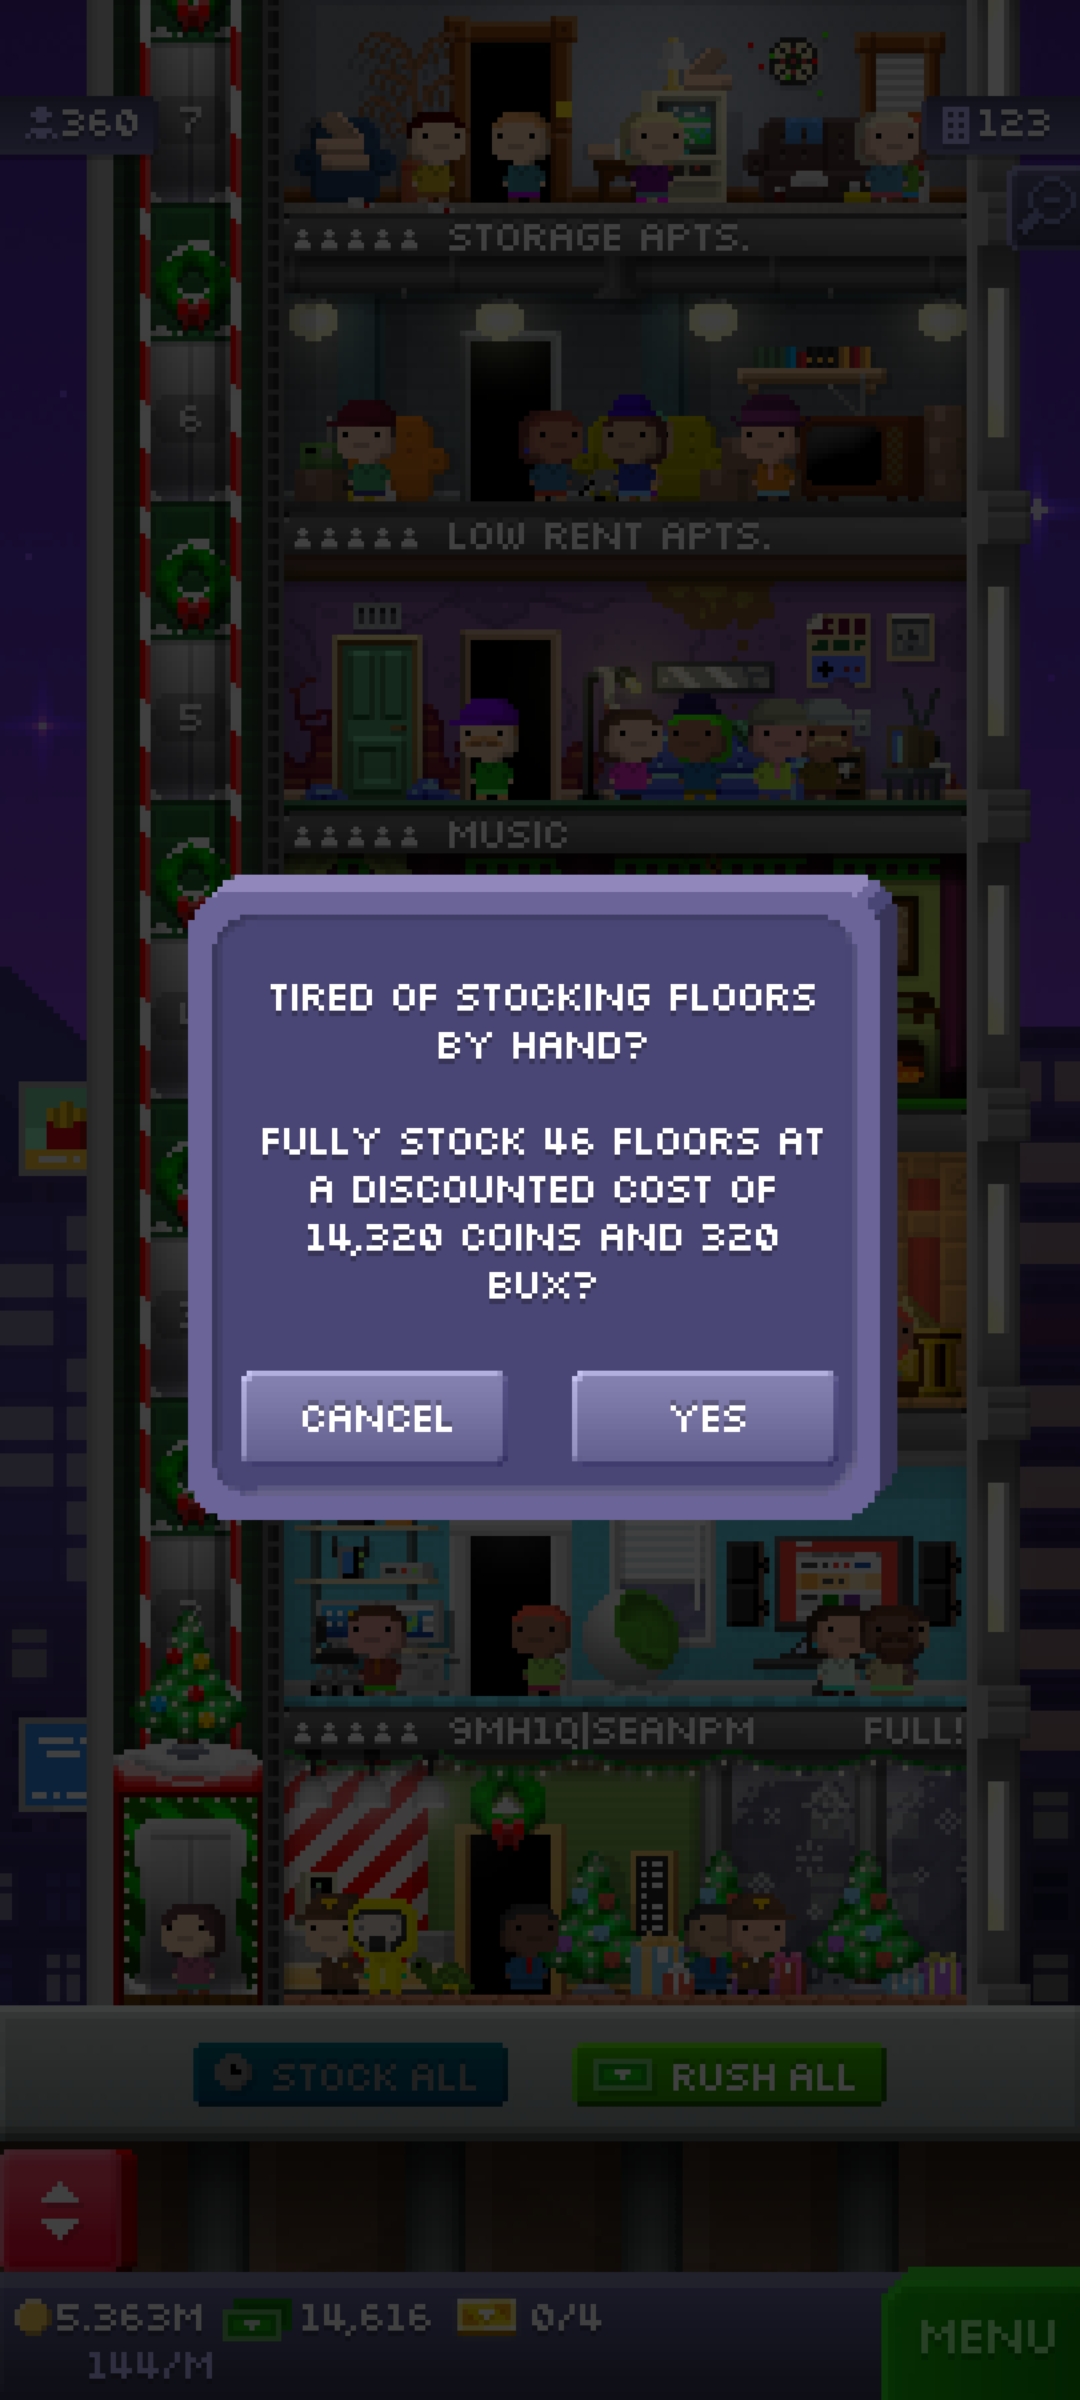 7
360
123
STORAGE APTS.
6
LOW RENT APTS.
5
MUSIC
TIRED OF STOCKING FLOORS
BY HAND?
FULLY STOCK 46 FLOORS AT
A DISCOUNTED COST OF
14,320 COINS AND 320
BUX?
CANCEL
YES
9MH1Q|SEANPM
FULL!
STOCK ALL
RUSH ALL
5.363M
14,616
0/4
144/M
MENU